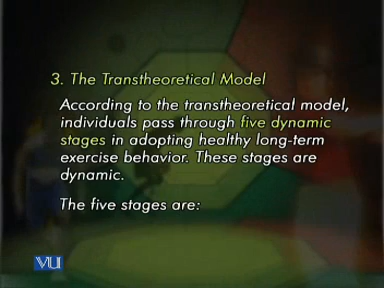 3. The Transtheoretical Model
According to the transtheoretical model,
individuals pass through five dynamic
stages in adopting healthy long-term
exercise behavior. These stages are
dynamic.
The five stages are:
VU